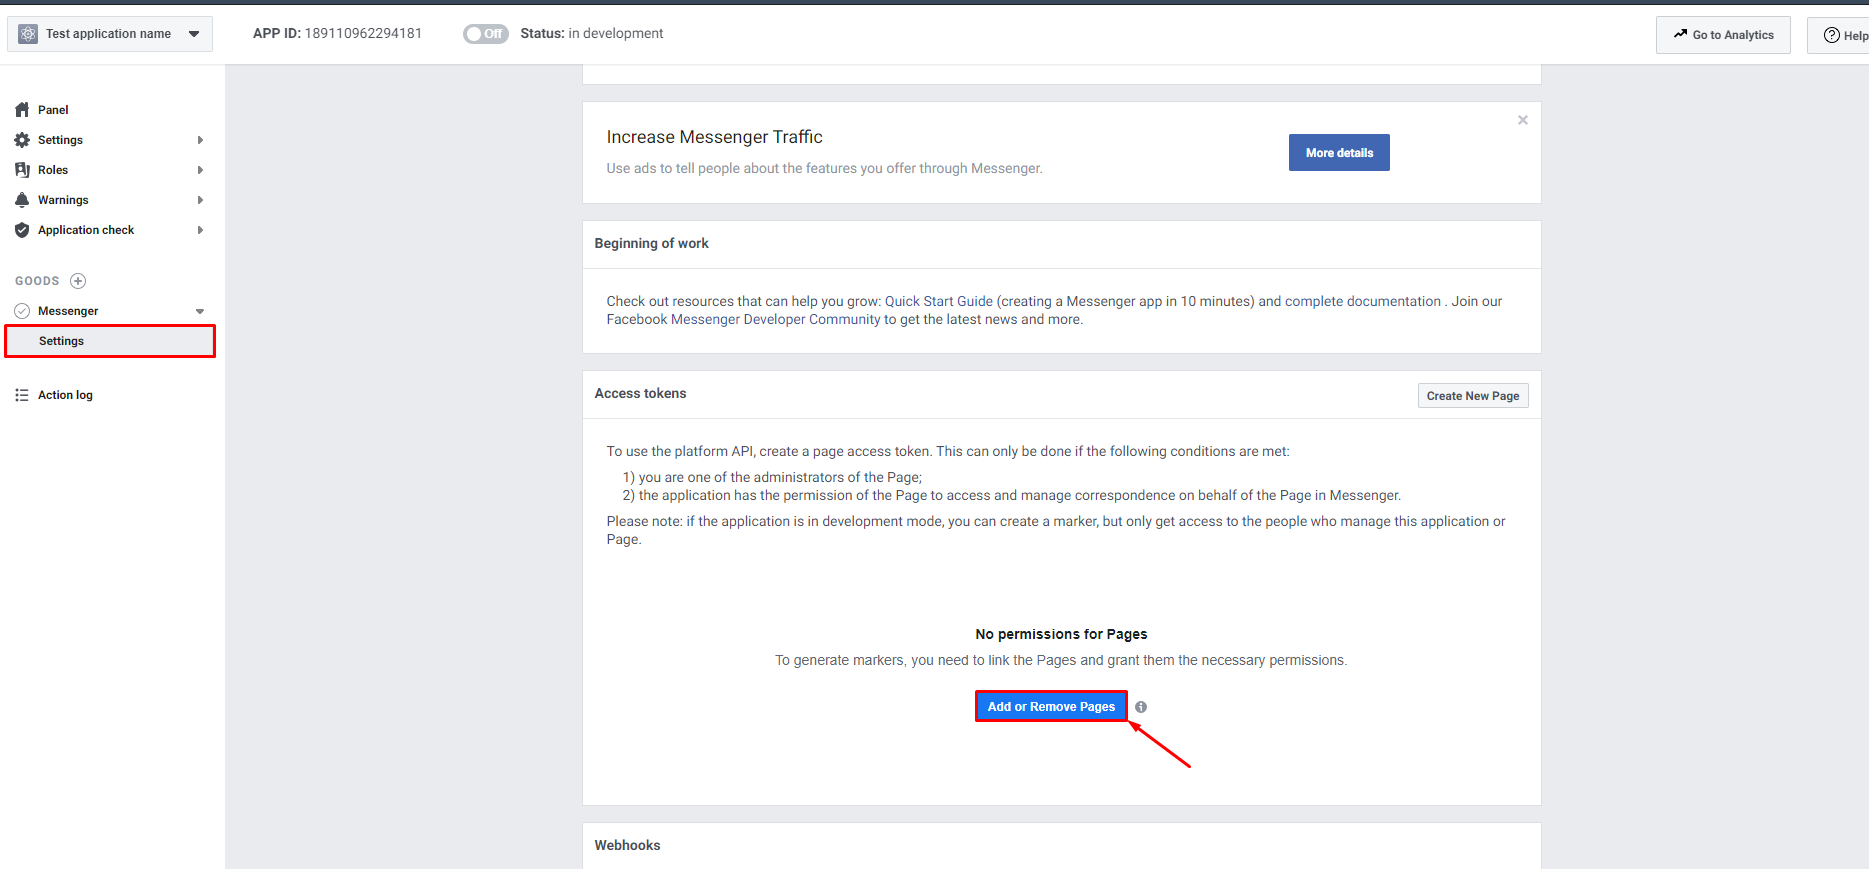 Test application name
APP ID: 189110962294181
Off
Status: in development
Go to Analytics
Help
Panel
Settings
Roles
Warnings
Application check
GOODS
Messenger
Settings
Action log
Increase Messenger Traffic
Use ads to tell people about the features you offer through Messenger.
More details
Beginning of work
Check out resources that can help you grow: Quick Start Guide (creating a Messenger app in 10 minutes) and complete documentation . Join our
Facebook Messenger Developer Community to get the latest news and more.
Access tokens
Create New Page
To use the platform API, create a page access token. This can only be done if the following conditions are met:
1) you are one of the administrators of the Page;
2) the application has the permission of the Page to access and manage correspondence on behalf of the Page in Messenger.
Please note: if the application is in development mode, you can create a marker, but only get access to the people who manage this application or
Page.
No permissions for Pages
To generate markers, you need to link the Pages and grant them the necessary permissions.
Add or Remove Pages
Webhooks